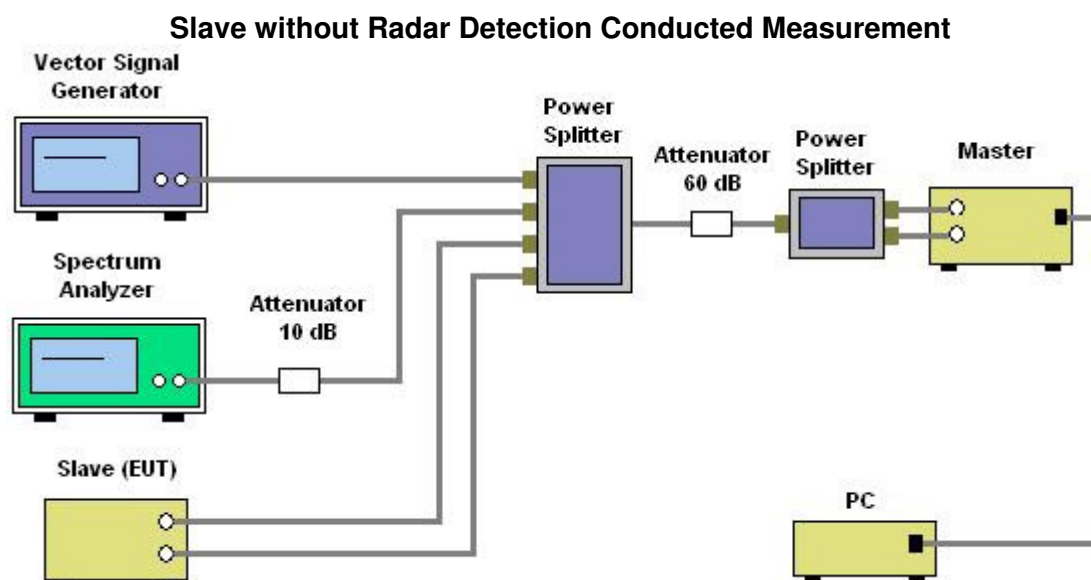 Slave without Radar Detection Conducted Measurement
Vector Signal
Generator
Power
Splitter
Attenuator
60 dB
Power
Splitter
Master
Spectrum
Analyzer
Attenuator
10 dB
Slave (EUT)
PC